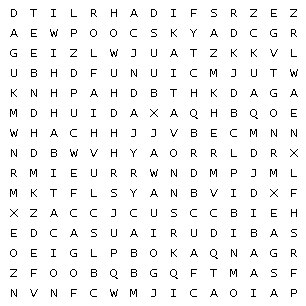 D T I L R H A D I F S R Z E Z
A E W P O O C S K Y A D C G R
G E I Z L W J U A T Z K K V L
U B H D F U N U I C M J U T W
K N H P A H D B T H K D A G A
M D H U I D A X A Q H B Q O E
W H A C H H J J V B E C M N N
N D B W V H Y A O R R L D R X
R M I E U R R W N D M P J M L
M K T F L S Y A N B V I D X F
X Z A C C J C U S C C B I E H
E D C A S U A I R U D I B A S
O E I G L P B O K A Q N A G R
Z F O O B Q B G Q F T M A S F
N V N F C W M J I C A O I A P